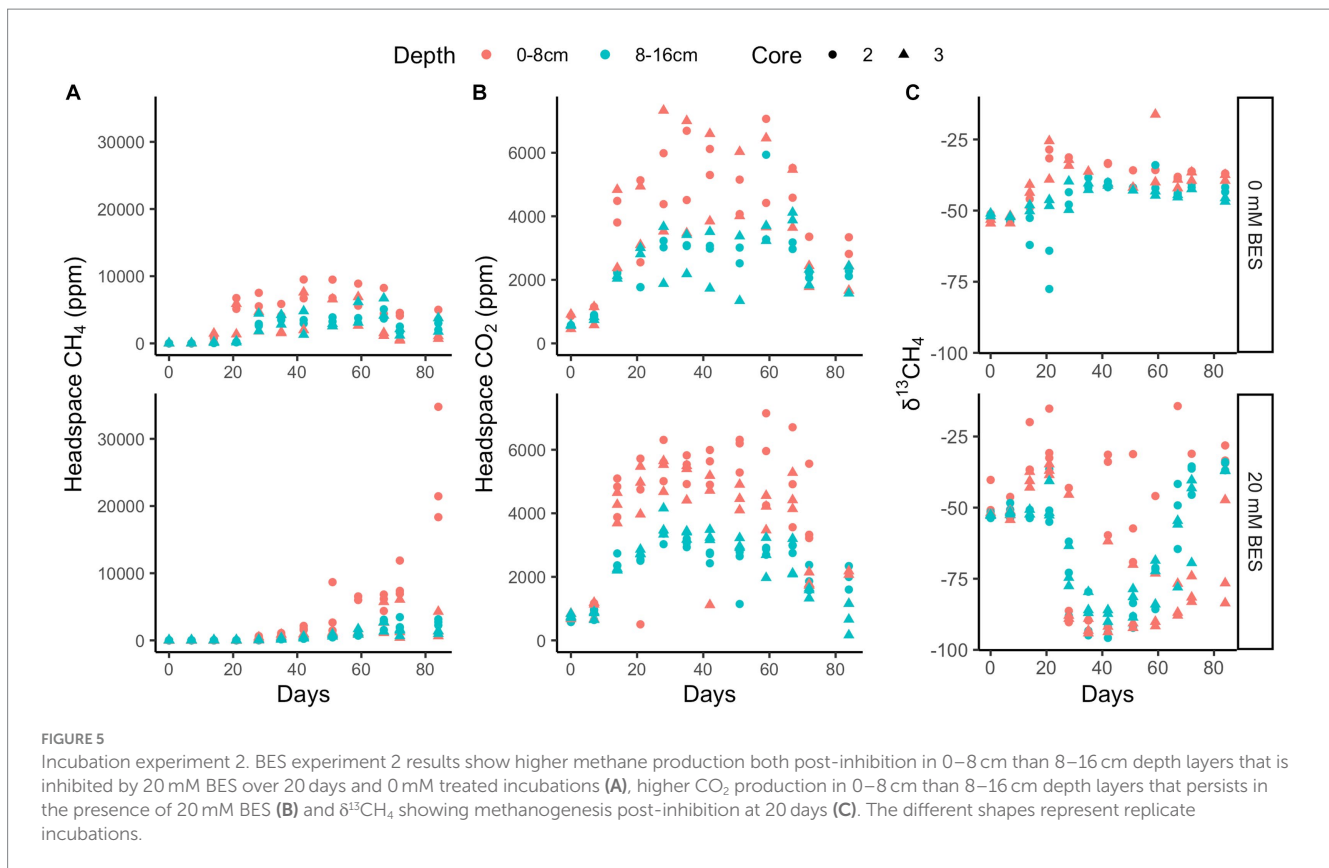 Depth 0-8cm 8-16cm Core 2 3
A B C
Headspace CH₄ (ppm)
30000
20000
10000
0
0 20 40 60 80
30000
20000
10000
0
0 20 40 60 80
Days
Headspace CO₂ (ppm)
6000
4000
2000
0
0 20 40 60 80
6000
4000
2000
0
0 20 40 60 80
Days
δ¹³CH₄
-25
-50
-75
-100
0 20 40 60 80
0 mM BES
-25
-50
-75
-100
0 20 40 60 80
20 mM BES
Days
FIGURE 5
Incubation experiment 2. BES experiment 2 results show higher methane production both post-inhibition in 0–8 cm than 8–16 cm depth layers that is
inhibited by 20 mM BES over 20 days and 0 mM treated incubations (A), higher CO₂ production in 0–8 cm than 8–16 cm depth layers that persists in
the presence of 20 mM BES (B) and δ¹³CH₄ showing methanogenesis post-inhibition at 20 days (C). The different shapes represent replicate
incubations.